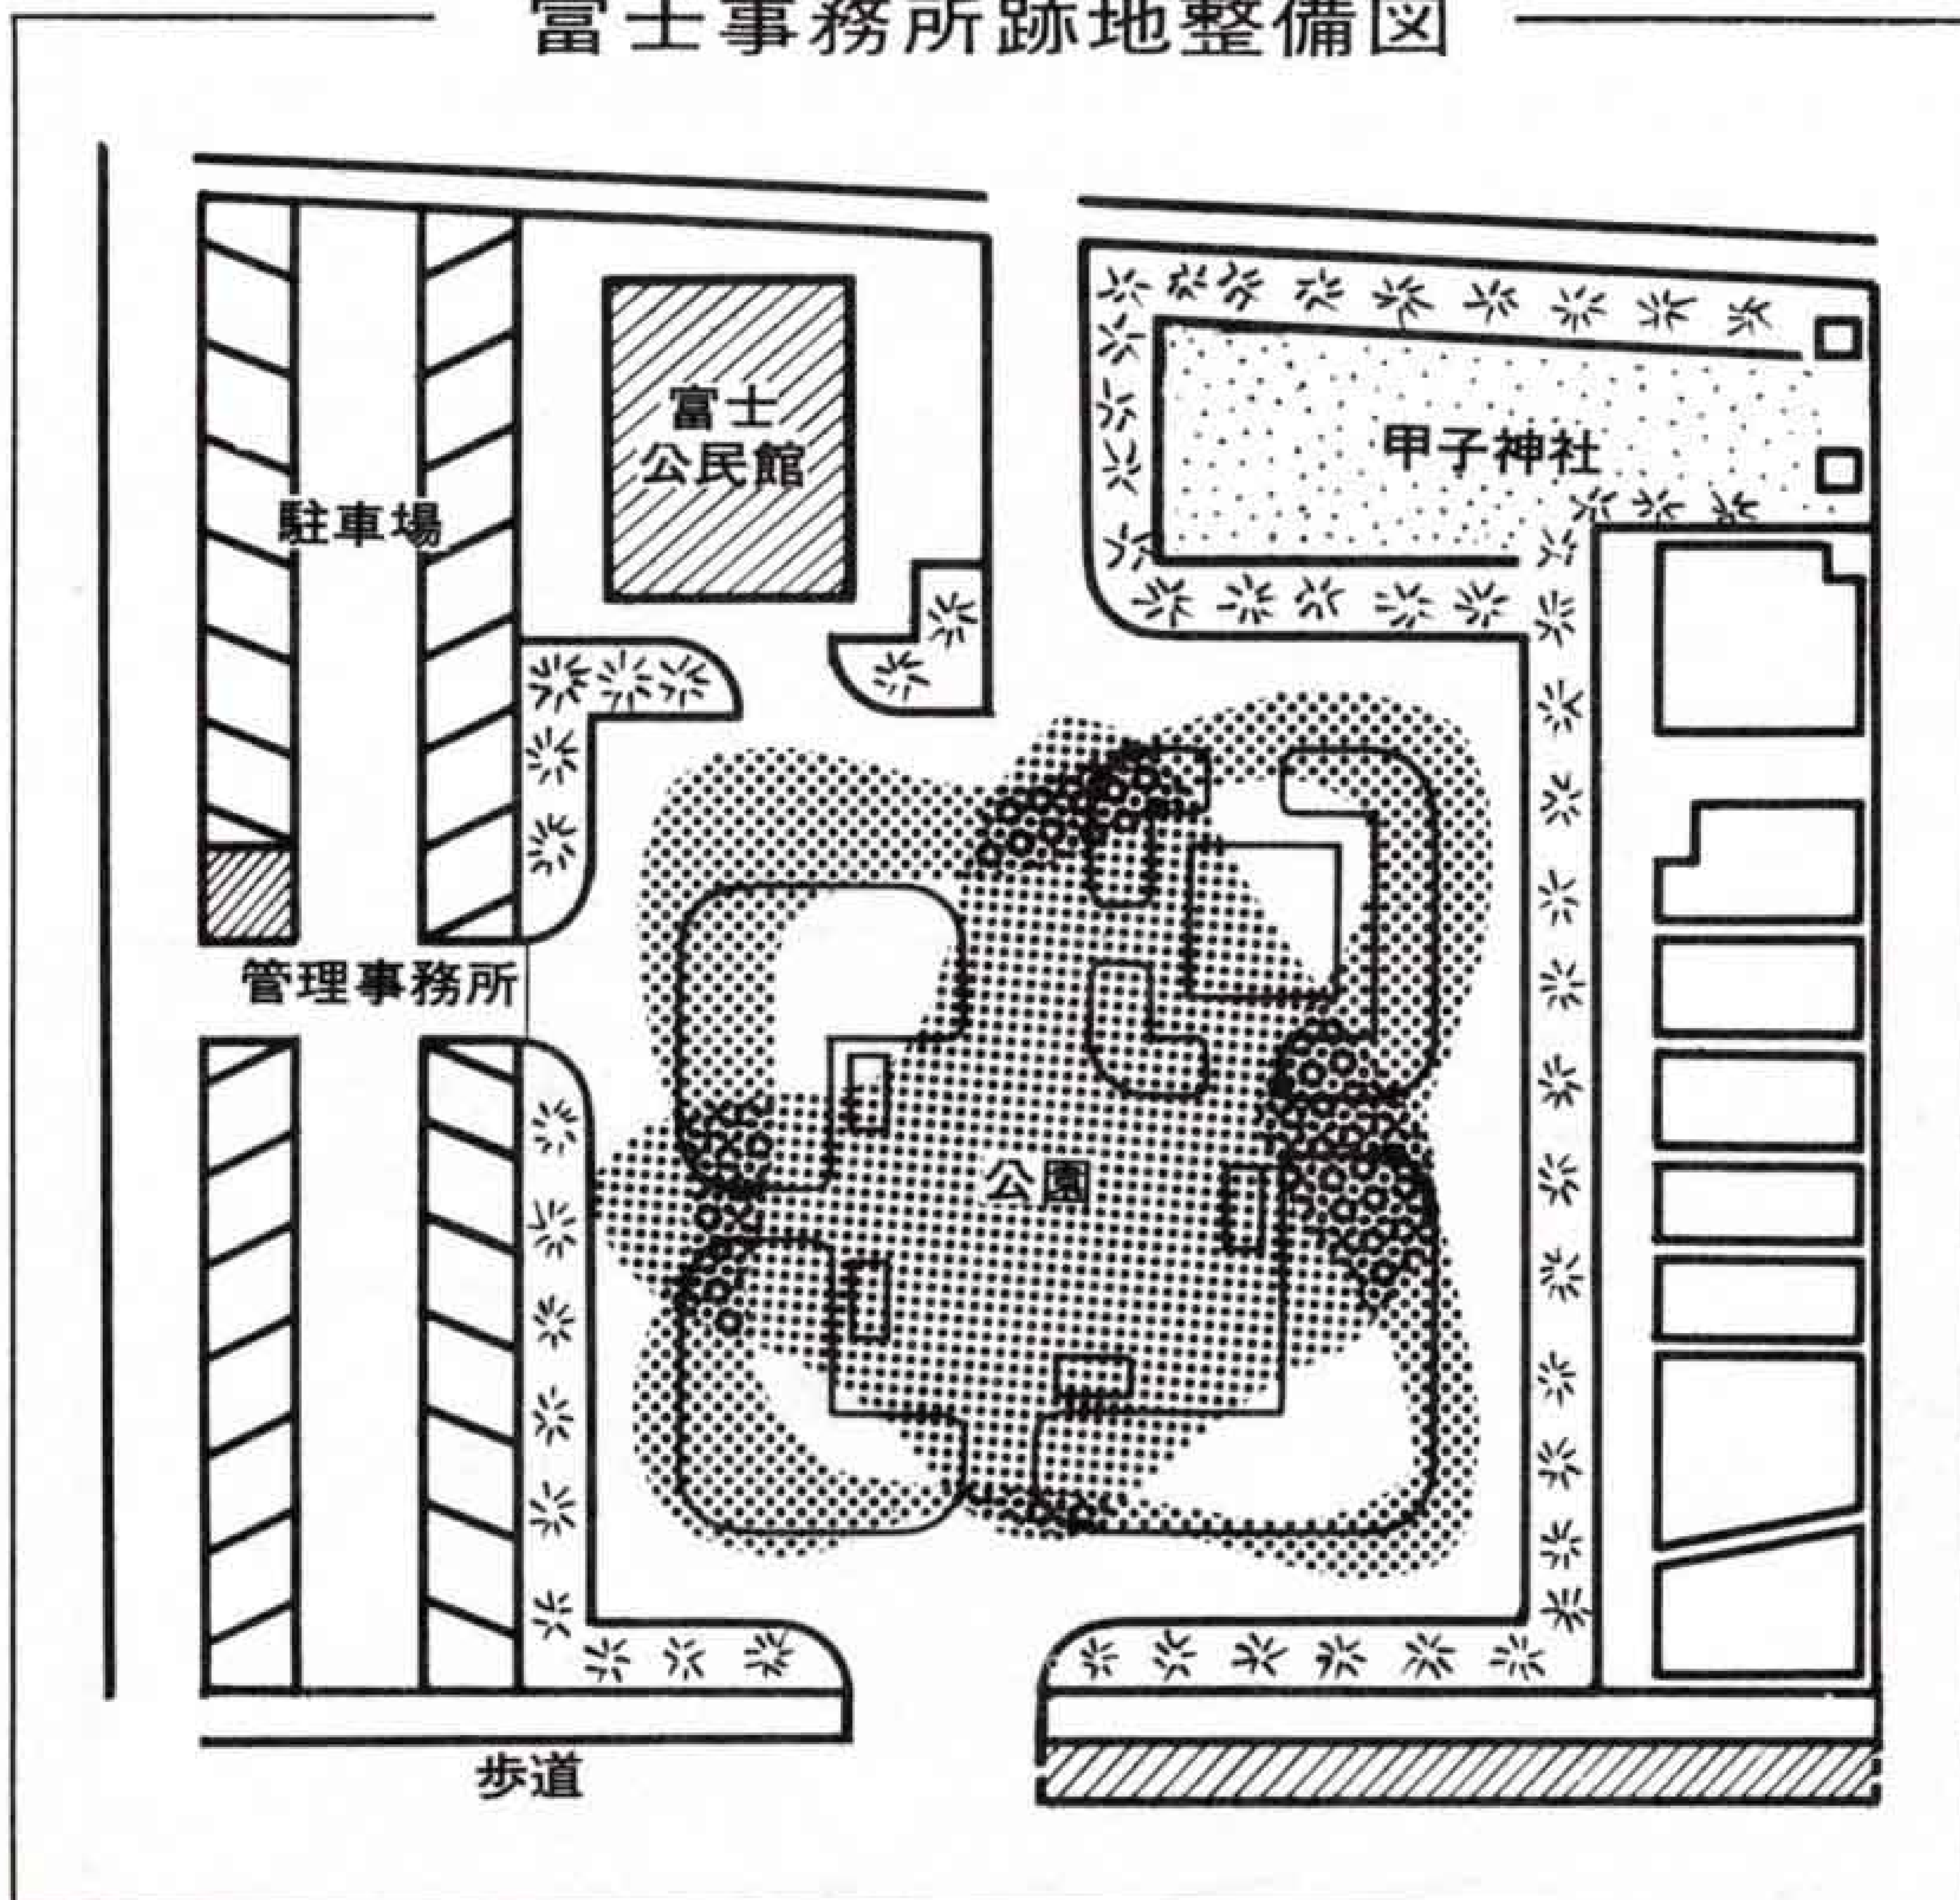 富士事務所跡地整備図
富士
公民館
甲子神社
駐車場
管理事務所
公園
歩道